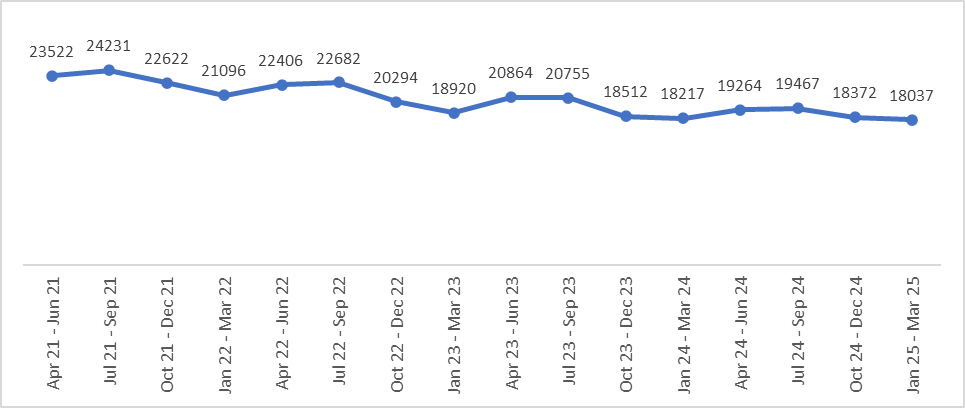 23522
24231
22622
21096
22406
22682
20294
18920
20864
20755
18512
18217
19264
19467
18372
18037
Apr 21 - Jun 21
Jul 21 - Sep 21
Oct 21 - Dec 21
Jan 22 - Mar 22
Apr 22 - Jun 22
Jul 22 - Sep 22
Oct 22 - Dec 22
Jan 23 - Mar 23
Apr 23 - Jun 23
Jul 23 - Sep 23
Oct 23 - Dec 23
Jan 24 - Mar 24
Apr 24 - Jun 24
Jul 24 - Sep 24
Oct 24 - Dec 24
Jan 25 - Mar 25